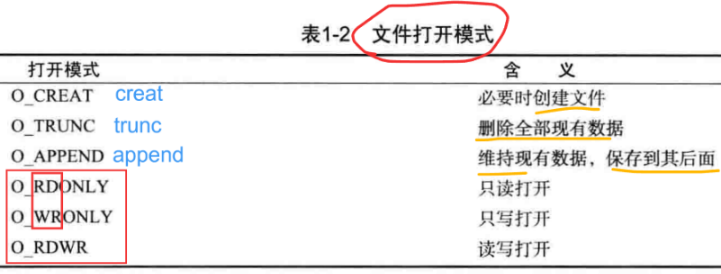 表1-2 文件打开模式
打开模式 含 义
O_CREAT creat 必要时创建文件
O_TRUNC trunc 删除全部现有数据
O_APPEND append 维持现有数据，保存到其后面
O_RDONLY 只读打开
O_WRONLY 只写打开
O_RDWR 读写打开